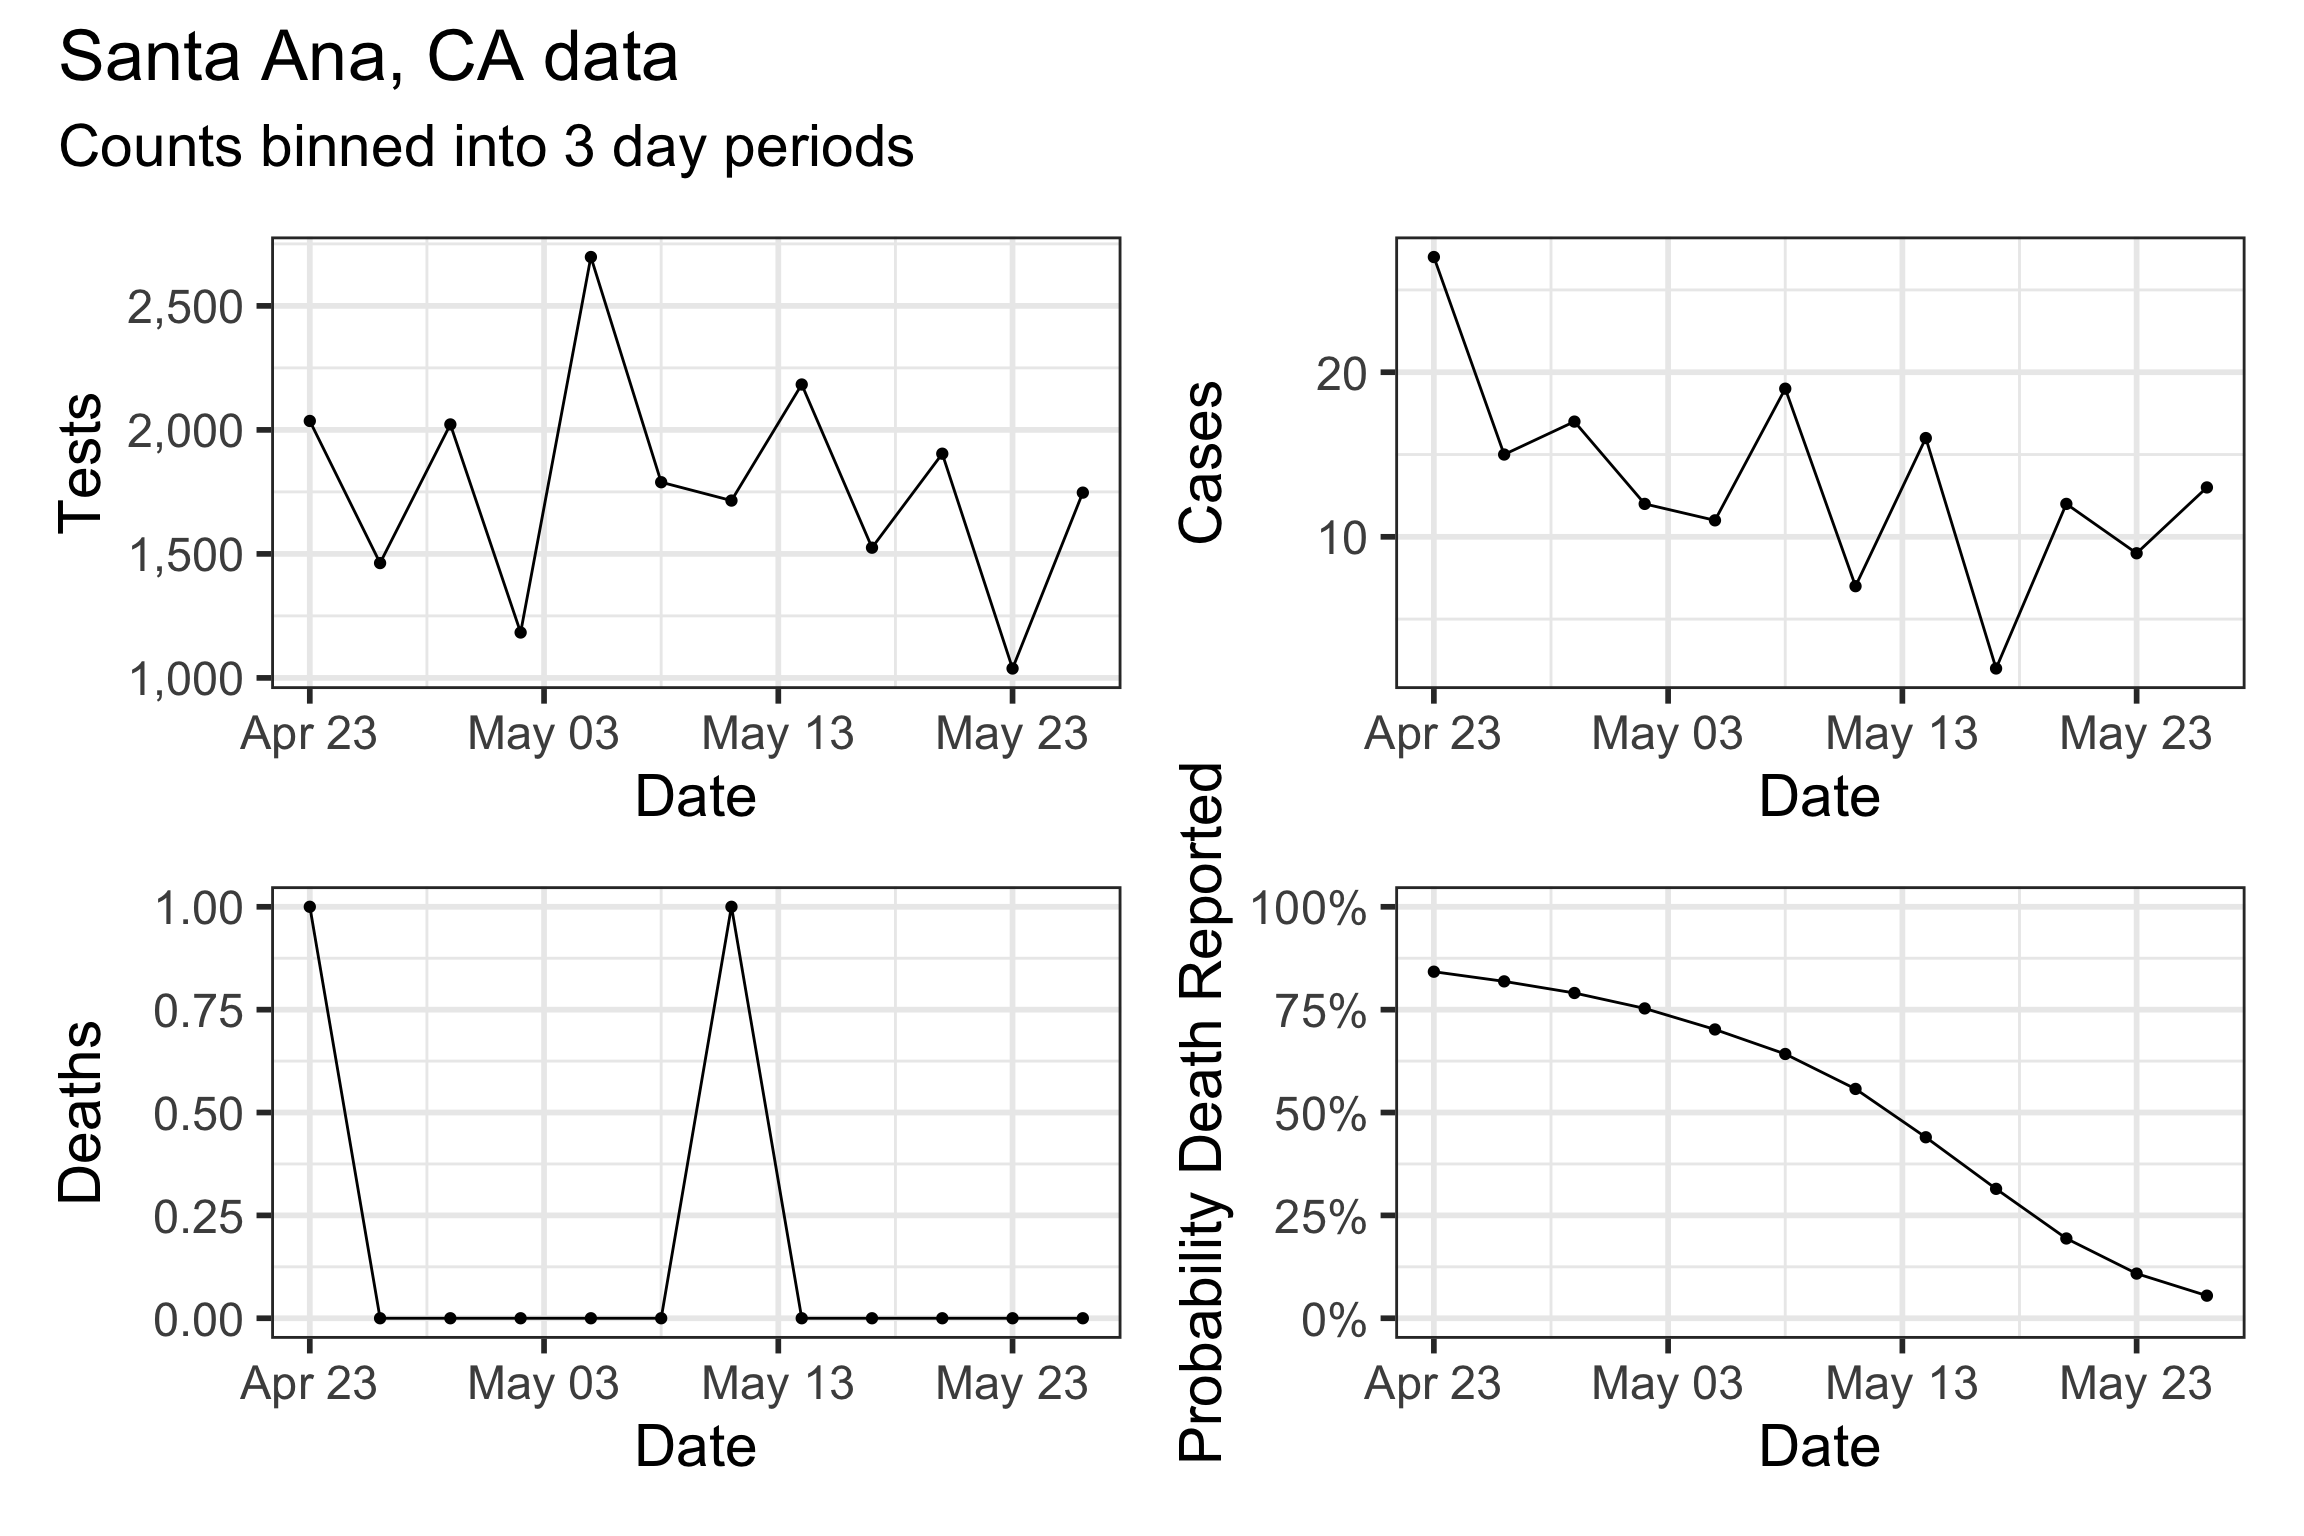 Santa Ana, CA data
Counts binned into 3 day periods
Tests
2,500
2,000
1,500
1,000
Apr 23 May 03 May 13 May 23
Date
Cases
20
10
Apr 23 May 03 May 13 May 23
Date
Deaths
1.00
0.75
0.50
0.25
0.00
Apr 23 May 03 May 13 May 23
Date
Probability Death Reported
100%
75%
50%
25%
0%
Apr 23 May 03 May 13 May 23
Date